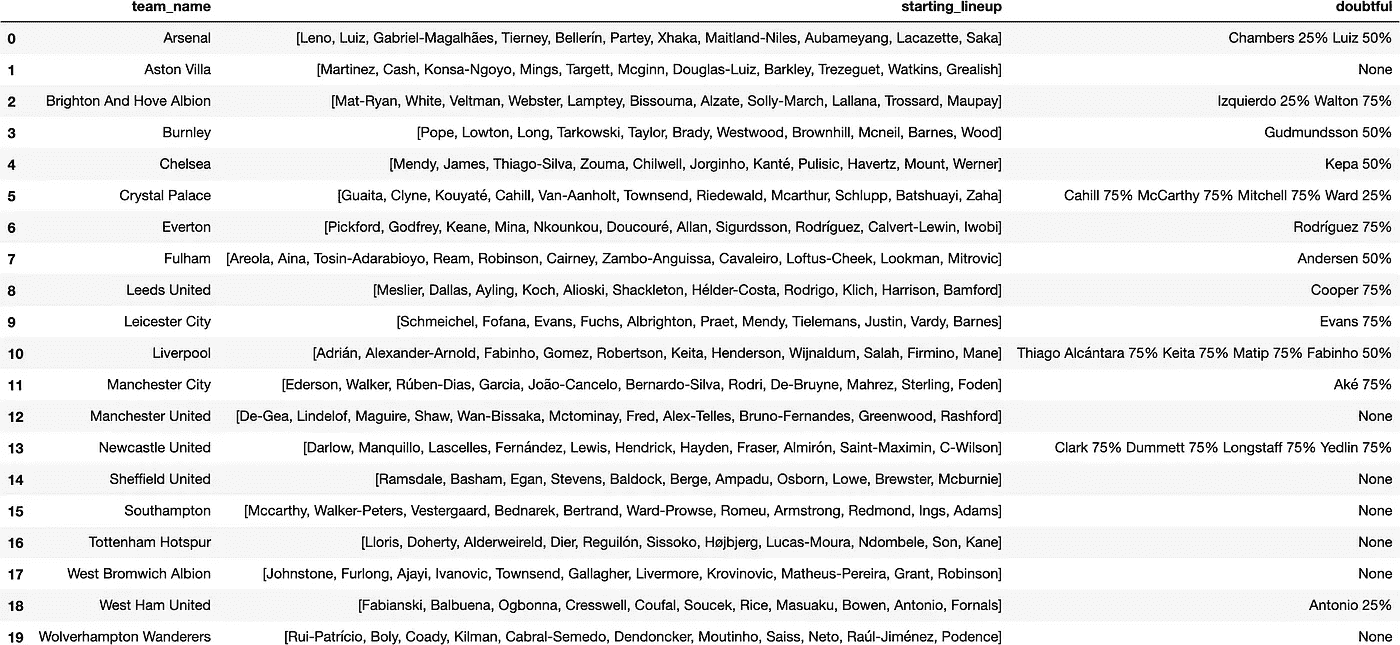 team_name starting_lineup doubtful
0 Arsenal [Leno, Luiz, Gabriel-Magalhães, Tierney, Bellerín, Partey, Xhaka, Maitland-Niles, Aubameyang, Lacazette, Saka] Chambers 25% Luiz 50%
1 Aston Villa [Martinez, Cash, Konsa-Ngoyo, Mings, Targett, Mcginn, Douglas-Luiz, Barkley, Trezeguet, Watkins, Grealish] None
2 Brighton And Hove Albion [Mat-Ryan, White, Veltman, Webster, Lamptey, Bissouma, Alzate, Solly-March, Lallana, Trossard, Maupay] Izquierdo 25% Walton 75%
3 Burnley [Pope, Lowton, Long, Tarkowski, Taylor, Brady, Westwood, Brownhill, Mcneil, Barnes, Wood] Gudmundsson 50%
4 Chelsea [Mendy, James, Thiago-Silva, Zouma, Chilwell, Jorginho, Kanté, Pulisic, Havertz, Mount, Werner] Kepa 50%
5 Crystal Palace [Guaita, Clyne, Kouyaté, Cahill, Van-Aanholt, Townsend, Riedewald, Mcarthur, Schlupp, Batshuayi, Zaha] Cahill 75% McCarthy 75% Mitchell 75% Ward 25%
6 Everton [Pickford, Godfrey, Keane, Mina, Nkounkou, Doucouré, Allan, Sigurdsson, Rodríguez, Calvert-Lewin, Iwobi] Rodríguez 75%
7 Fulham [Areola, Aina, Tosin-Adarabioyo, Ream, Robinson, Cairney, Zambo-Anguissa, Cavaleiro, Loftus-Cheek, Lookman, Mitrovic] Andersen 50%
8 Leeds United [Meslier, Dallas, Ayling, Koch, Alioski, Shackleton, Hélder-Costa, Rodrigo, Klich, Harrison, Bamford] Cooper 75%
9 Leicester City [Schmeichel, Fofana, Evans, Fuchs, Albrighton, Praet, Mendy, Tielemans, Justin, Vardy, Barnes] Evans 75%
10 Liverpool [Adrián, Alexander-Arnold, Fabinho, Gomez, Robertson, Keita, Henderson, Wijnaldum, Salah, Firmino, Mane] Thiago Alcántara 75% Keita 75% Matip 75% Fabinho 50%
11 Manchester City [Ederson, Walker, Rúben-Dias, Garcia, João-Cancelo, Bernardo-Silva, Rodri, De-Bruyne, Mahrez, Sterling, Foden] Aké 75%
12 Manchester United [De-Gea, Lindelof, Maguire, Shaw, Wan-Bissaka, Mctominay, Fred, Alex-Telles, Bruno-Fernandes, Greenwood, Rashford] None
13 Newcastle United [Darlow, Manquillo, Lascelles, Fernández, Lewis, Hendrick, Hayden, Fraser, Almirón, Saint-Maximin, C-Wilson] Clark 75% Dummett 75% Longstaff 75% Yedlin 75%
14 Sheffield United [Ramsdale, Basham, Egan, Stevens, Baldock, Berge, Ampadu, Osborn, Lowe, Brewster, Mcburnie] None
15 Southampton [Mccarthy, Walker-Peters, Vestergaard, Bednarek, Bertrand, Ward-Prowse, Romeu, Armstrong, Redmond, Ings, Adams] None
16 Tottenham Hotspur [Lloris, Doherty, Alderweireld, Dier, Reguilón, Sissoko, Højbjerg, Lucas-Moura, Ndombele, Son, Kane] None
17 West Bromwich Albion [Johnstone, Furlong, Ajayi, Ivanovic, Townsend, Gallagher, Livermore, Krovinovic, Matheus-Pereira, Grant, Robinson] None
18 West Ham United [Fabianski, Balbuena, Ogbonna, Cresswell, Coufal, Soucek, Rice, Masuaku, Bowen, Antonio, Fornals] Antonio 25%
19 Wolverhampton Wanderers [Rui-Patrício, Boly, Coady, Kilman, Cabral-Semedo, Dendoncker, Moutinho, Saiss, Neto, Raúl-Jiménez, Podence] None